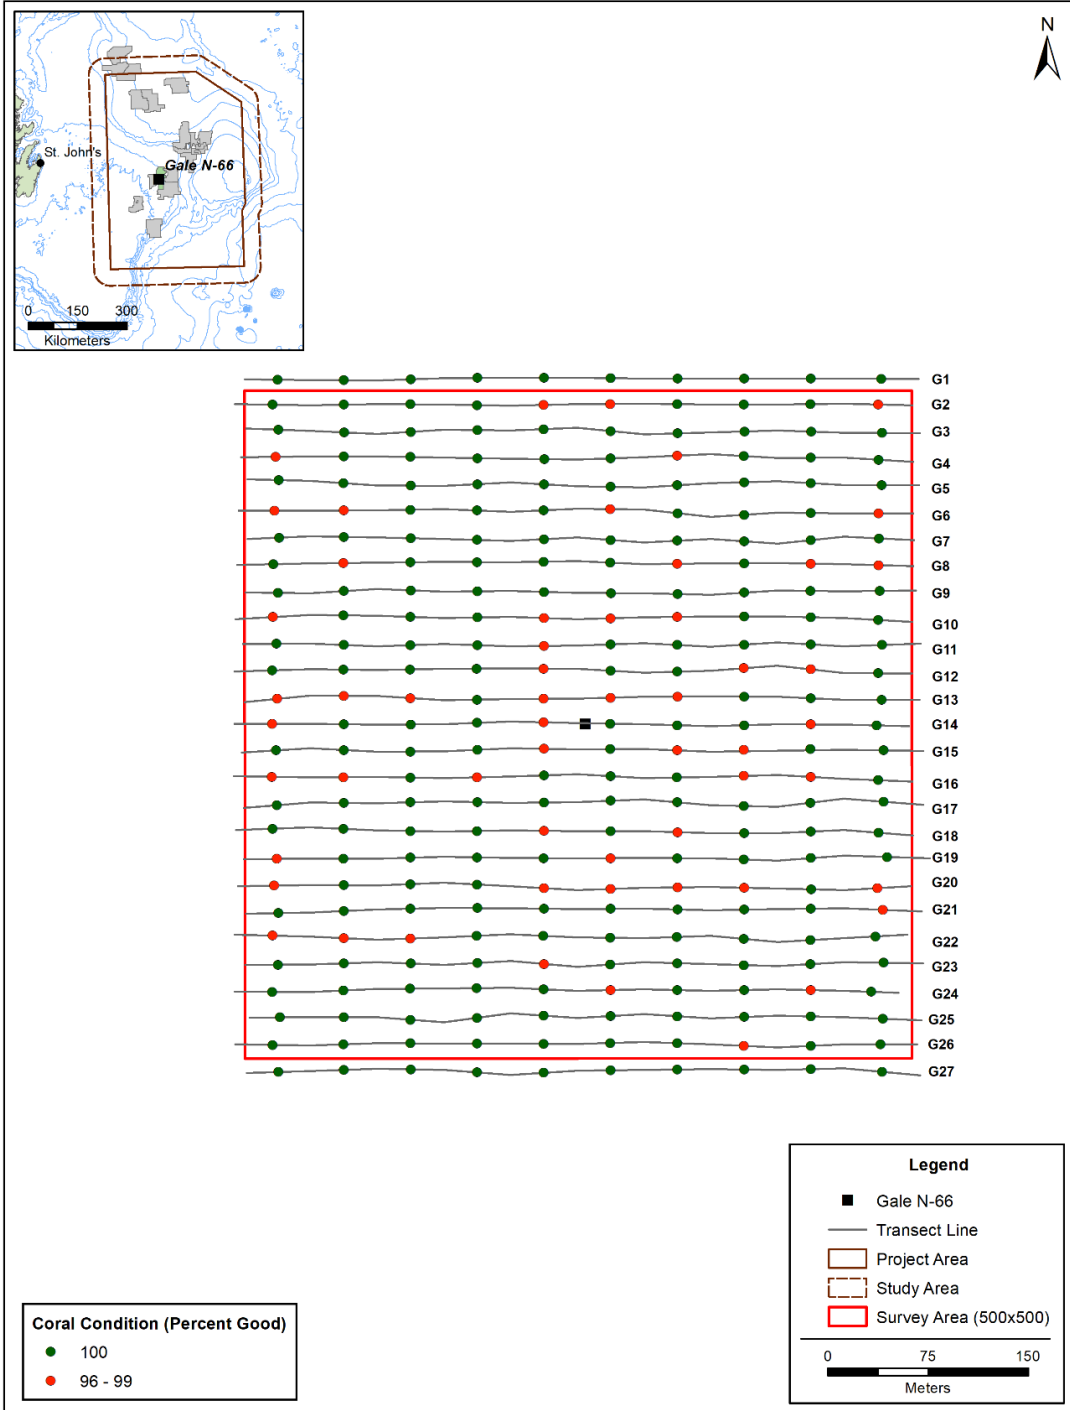 N
St. John's
Gale N-66
0 150 300
Kilometers
G1
G2
G3
G4
G5
G6
G7
G8
G9
G10
G11
G12
G13
G14
G15
G16
G17
G18
G19
G20
G21
G22
G23
G24
G25
G26
G27
Legend
Gale N-66
Transect Line
Project Area
Study Area
Survey Area (500x500)
0 75 150
Meters
Coral Condition (Percent Good)
100
96 - 99